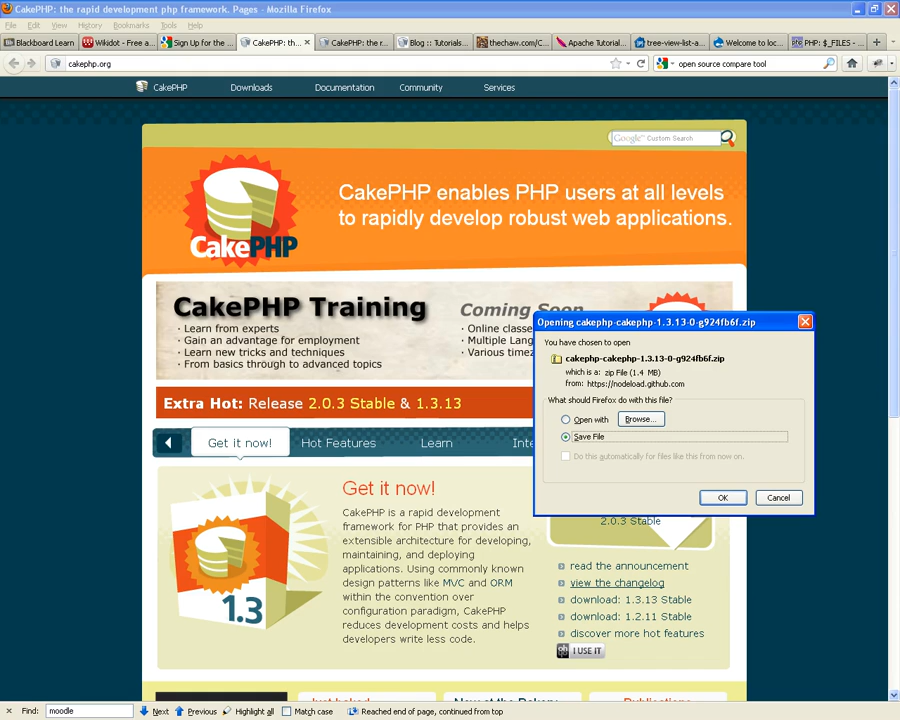 CakePHP: the rapid development php framework. Pages - Mozilla Firefox
File Edit View History Bookmarks Tools Help
Blackboard Learn
Wikidot - Free a...
Sign Up for the ...
CakePHP: th...
CakePHP: the r...
Blog :: Tutorials...
thechaw.com/C...
Apache Tutorial...
tree-view-list-a...
Welcome to loc...
PHP: $_FILES - ...
cakephp.org
open source compare tool
CakePHP Downloads Documentation Community Services
Google™ Custom Search
CakePHP enables PHP users at all levels
to rapidly develop robust web applications.
CakePHP
CakePHP Training
· Learn from experts
· Gain an advantage for employment
· Learn new tricks and techniques
· From basics through to advanced topics
Coming Soon
· Online classe
· Multiple Lang
· Various timez
Extra Hot: Release 2.0.3 Stable & 1.3.13
Get it now! Hot Features Learn Inte
Opening cakephp-cakephp-1.3.13-0-g924fb6f.zip
You have chosen to open
cakephp-cakephp-1.3.13-0-g924fb6f.zip
which is a: zip File (1.4 MB)
from: https://nodeload.github.com
What should Firefox do with this file?
Open with Browse...
Save File
Do this automatically for files like this from now on.
OK Cancel
1.3
Get it now!
CakePHP is a rapid development
framework for PHP that provides an
extensible architecture for developing,
maintaining, and deploying
applications. Using commonly known
design patterns like MVC and ORM
within the convention over
configuration paradigm, CakePHP
reduces development costs and helps
developers write less code.
2.0.3 Stable
read the announcement
view the changelog
download: 1.3.13 Stable
download: 1.2.11 Stable
discover more hot features
I USE IT
Find: moodle Next Previous Highlight all Match case Reached end of page, continued from top